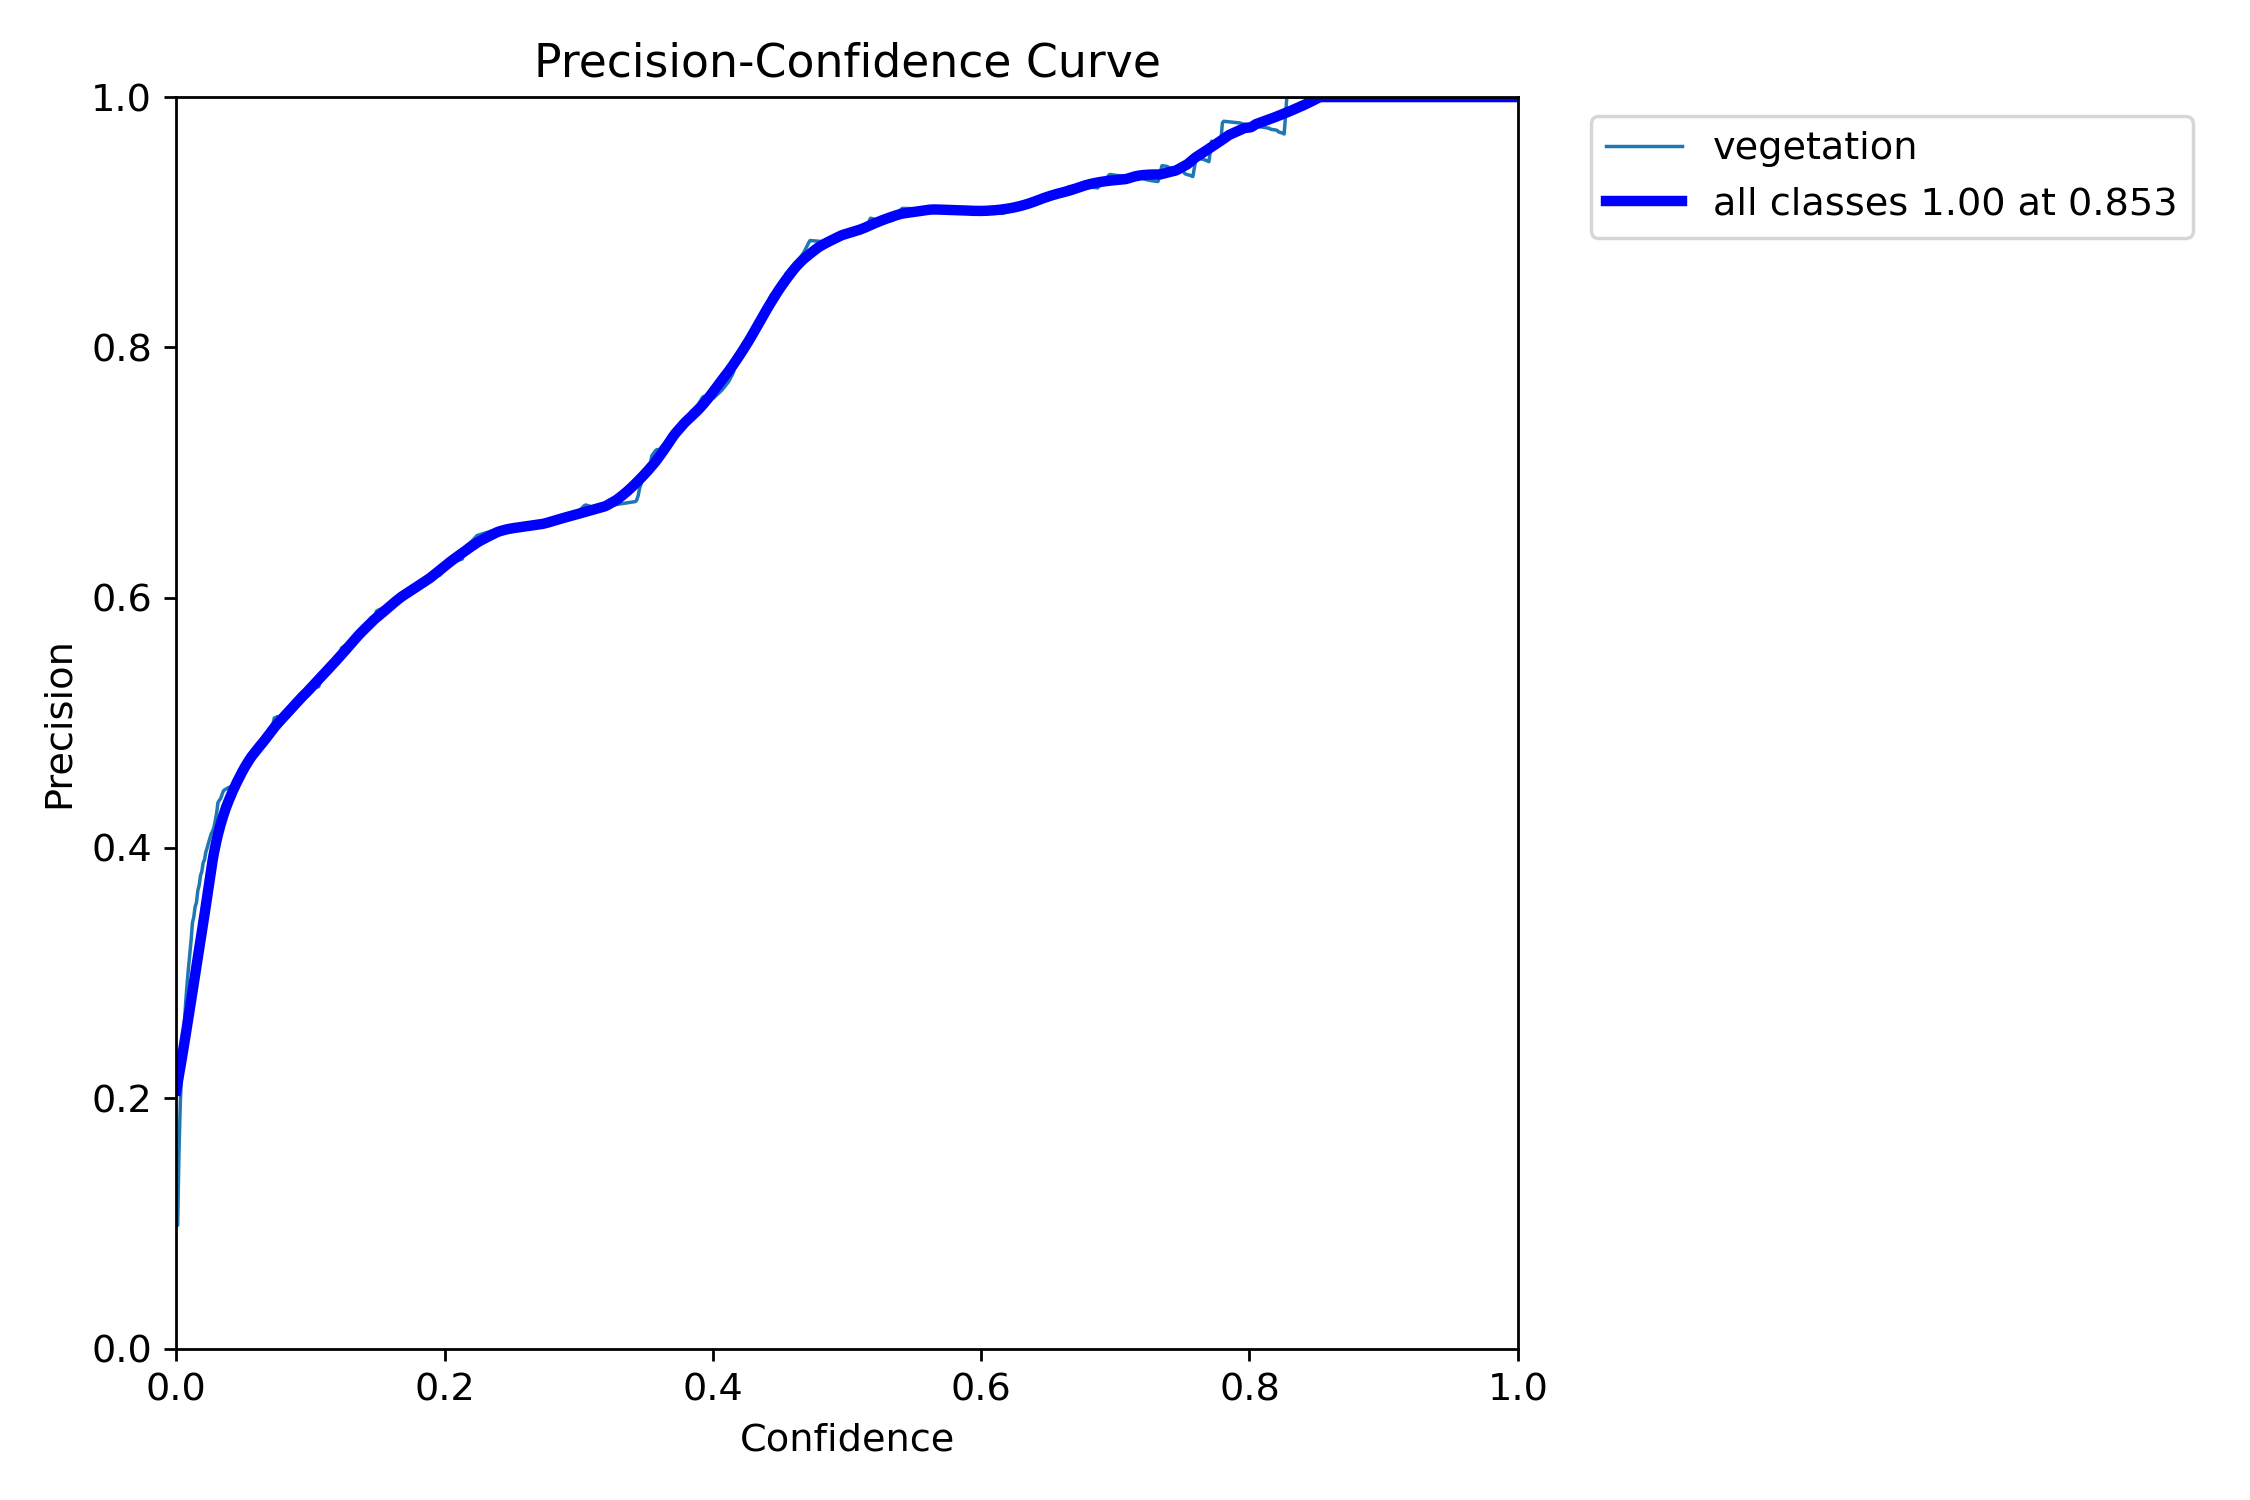 Precision-Confidence Curve
vegetation
all classes 1.00 at 0.853
1.0
0.8
0.6
0.4
0.2
0.0
Precision
0.0 0.2 0.4 0.6 0.8 1.0
Confidence